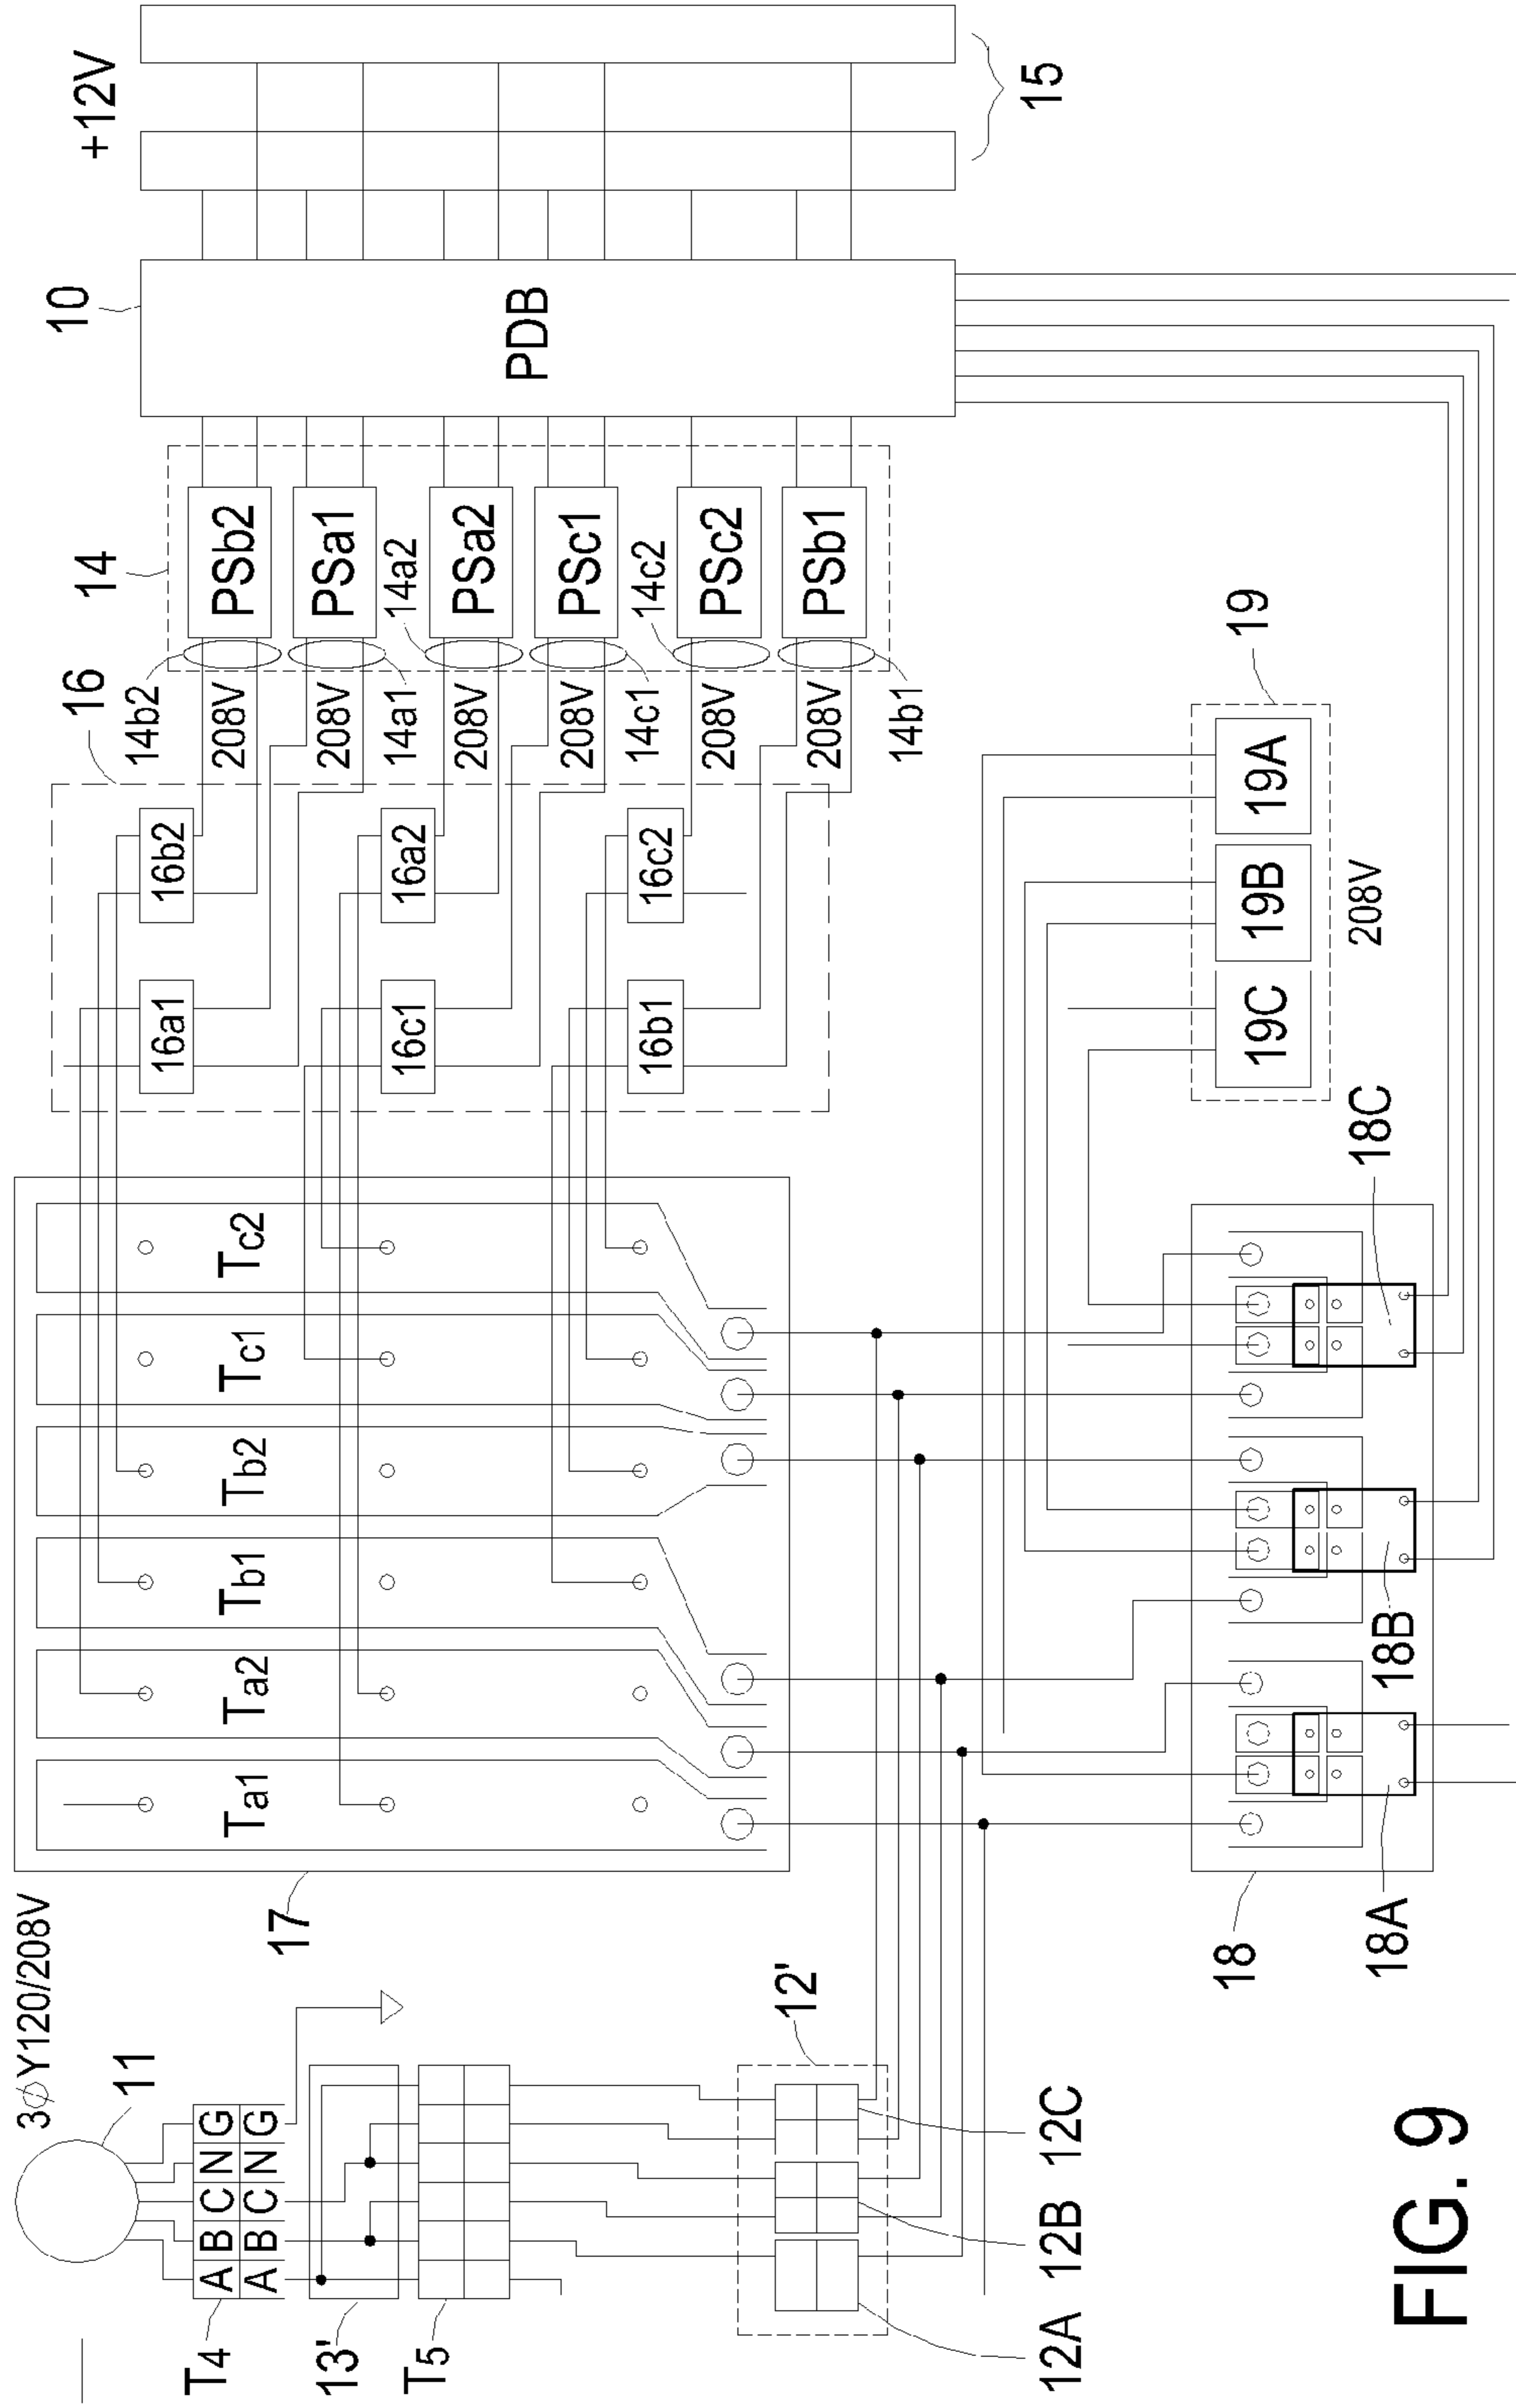 3⌀Y120/208V
11
A B C N G
A B C N G
T4
13'
T5
12'
12A
12B
12C
17
Ta1
Ta2
Tb1
Tb2
Tc1
Tc2
16
16a1
16b2
16c1
16a2
16b1
16c2
14b2
208V
208V
14a1
208V
14a2
208V
14c1
208V
14c2
208V
14b1
14
PSb2
PSa1
PSa2
PSc1
PSc2
PSb1
10
PDB
+12V
15
18
18A
18B
18C
19
19A
19B
19C
208V
FIG. 9